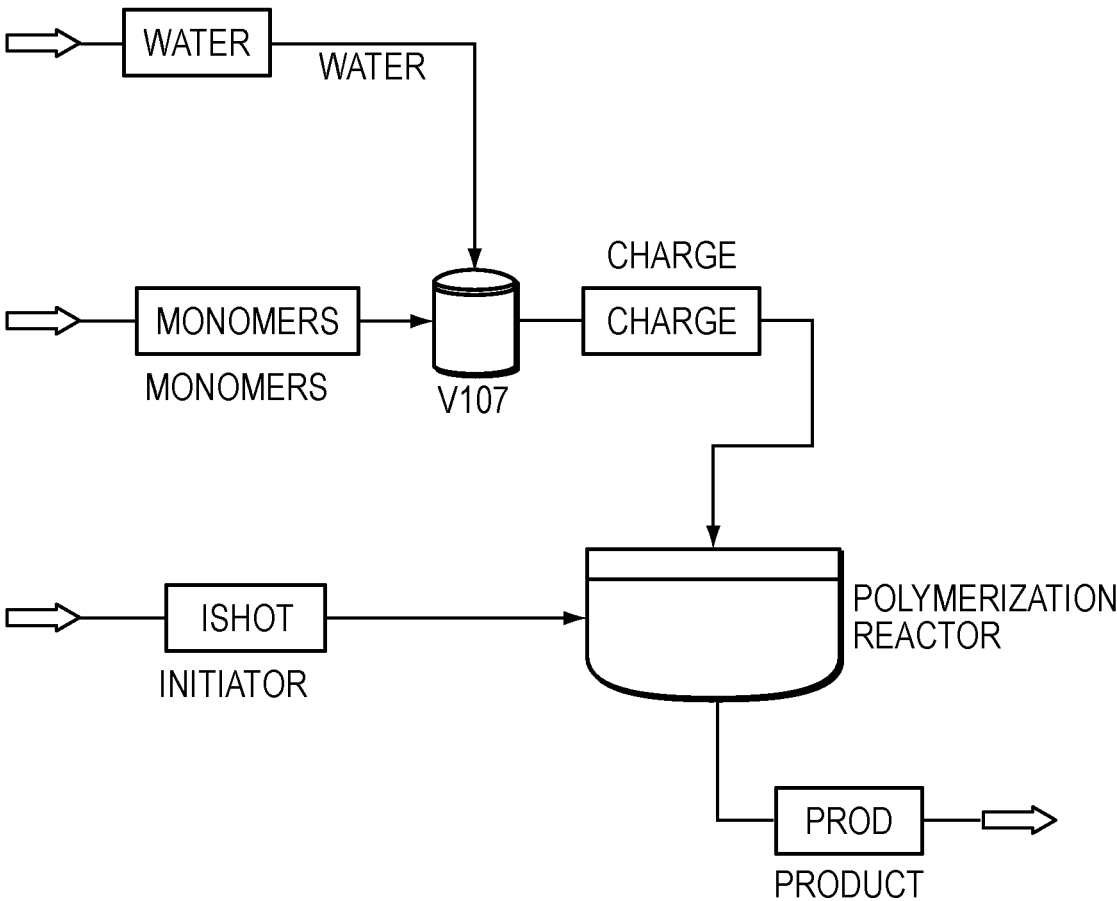 WATER
WATER
CHARGE
MONOMERS
CHARGE
MONOMERS
V107
ISHOT
INITIATOR
POLYMERIZATION
REACTOR
PROD
PRODUCT